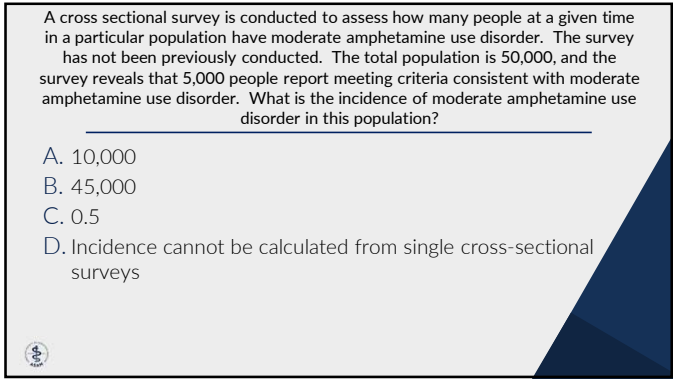 A cross sectional survey is conducted to assess how many people at a given time
in a particular population have moderate amphetamine use disorder. The survey
has not been previously conducted. The total population is 50,000, and the
survey reveals that 5,000 people report meeting criteria consistent with moderate
amphetamine use disorder. What is the incidence of moderate amphetamine use
disorder in this population?
A. 10,000
B. 45,000
C. 0.5
D. Incidence cannot be calculated from single cross-sectional
surveys
ASAM